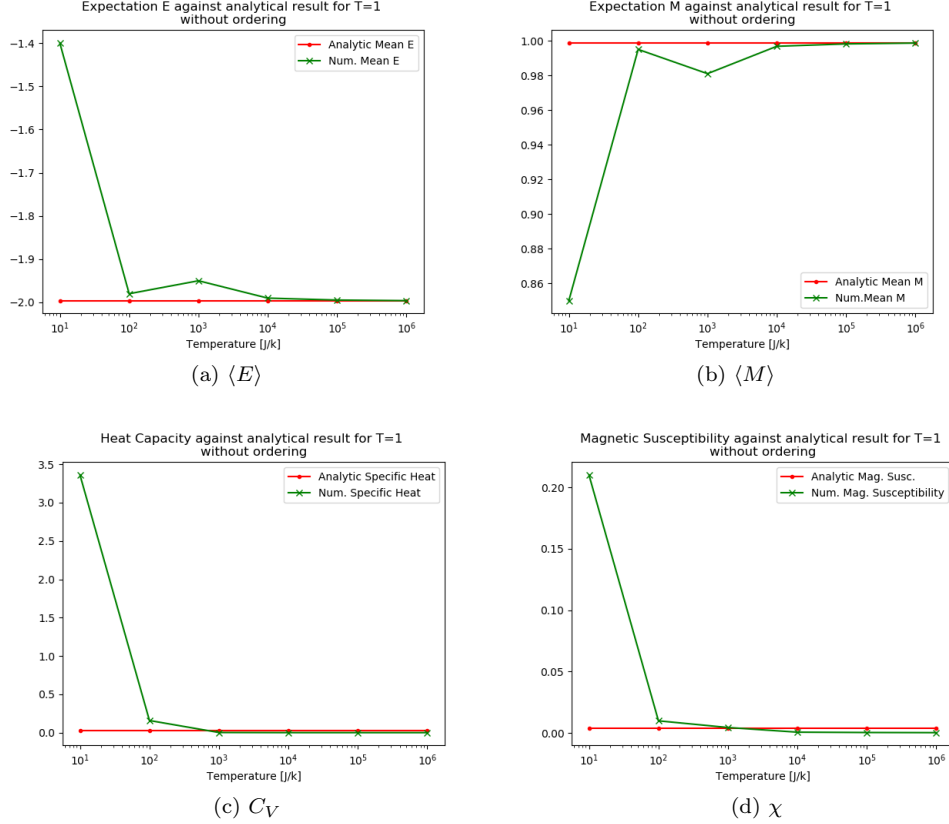 Expectation E against analytical result for T=1
without ordering
Analytic Mean E
Num. Mean E
−1.4
−1.5
−1.6
−1.7
−1.8
−1.9
−2.0
10¹ 10² 10³ 10⁴ 10⁵ 10⁶
Temperature [J/k]
(a) ⟨E⟩
Expectation M against analytical result for T=1
without ordering
1.00
0.98
0.96
0.94
0.92
0.90
0.88
0.86
Analytic Mean M
Num.Mean M
10¹ 10² 10³ 10⁴ 10⁵ 10⁶
Temperature [J/k]
(b) ⟨M⟩
Heat Capacity against analytical result for T=1
without ordering
Analytic Specific Heat
Num. Specific Heat
3.5
3.0
2.5
2.0
1.5
1.0
0.5
0.0
10¹ 10² 10³ 10⁴ 10⁵ 10⁶
Temperature [J/k]
(c) C_V
Magnetic Susceptibility against analytical result for T=1
without ordering
Analytic Mag. Susc.
Num. Mag. Susceptibility
0.20
0.15
0.10
0.05
0.00
10¹ 10² 10³ 10⁴ 10⁵ 10⁶
Temperature [J/k]
(d) χ